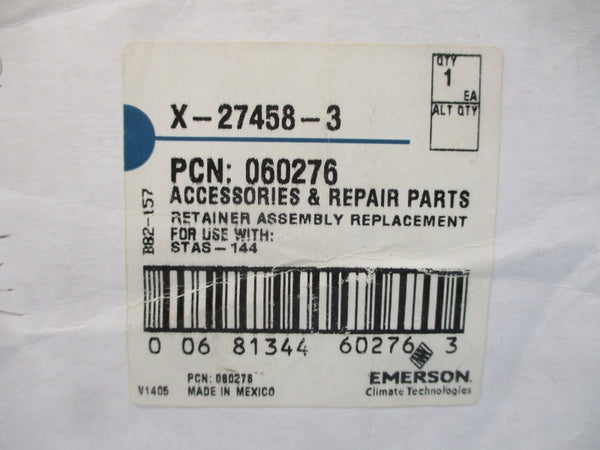 QTY
1
EA
ALT QTY
X-27458-3
PCN: 060276
ACCESSORIES & REPAIR PARTS
RETAINER ASSEMBLY REPLACEMENT
FOR USE WITH:
STAS-144
B82-157
0 06 81344 60276 3
PCN: 060276
V1405 MADE IN MEXICO
EMERSON.
Climate Technologies